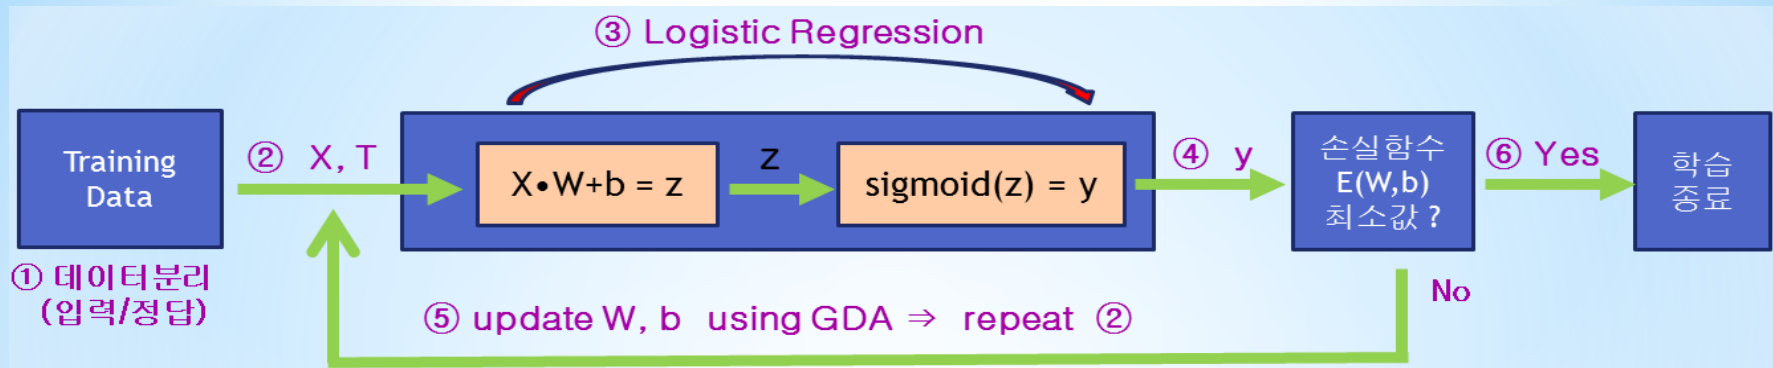 ③ Logistic Regression
Training
Data
① 데이터분리
(입력/정답)
② X, T
X•W+b = z
z
sigmoid(z) = y
④ y
손실함수
E(W,b)
최소값 ?
⑥ Yes
학습
종료
No
⑤ update W, b using GDA ⇒ repeat ②